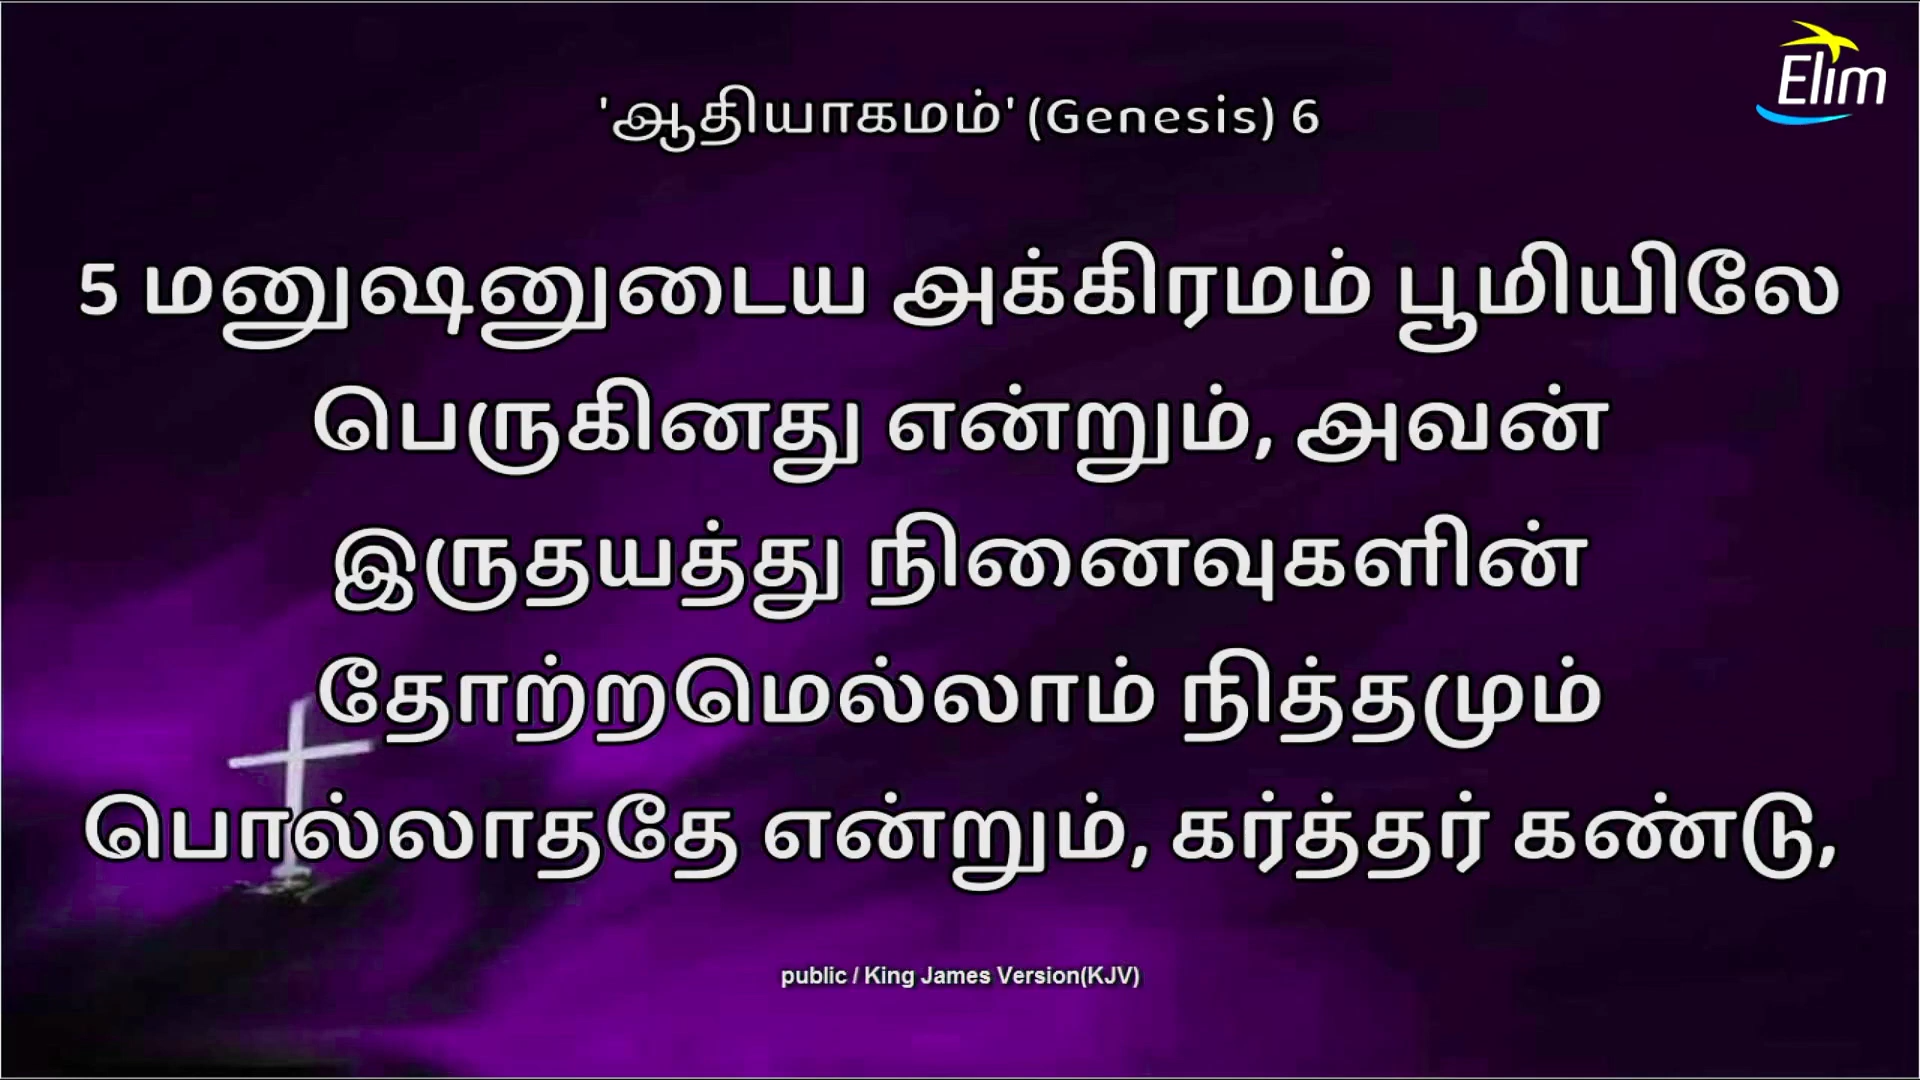 Elim
'ஆதியாகமம்' (Genesis) 6
5 மனுஷனுடைய அக்கிரமம் பூமியிலே
பெருகினது என்றும், அவன்
இருதயத்து நினைவுகளின்
தோற்றமெல்லாம் நித்தமும்
பொல்லாததே என்றும், கர்த்தர் கண்டு,
public / King James Version(KJV)